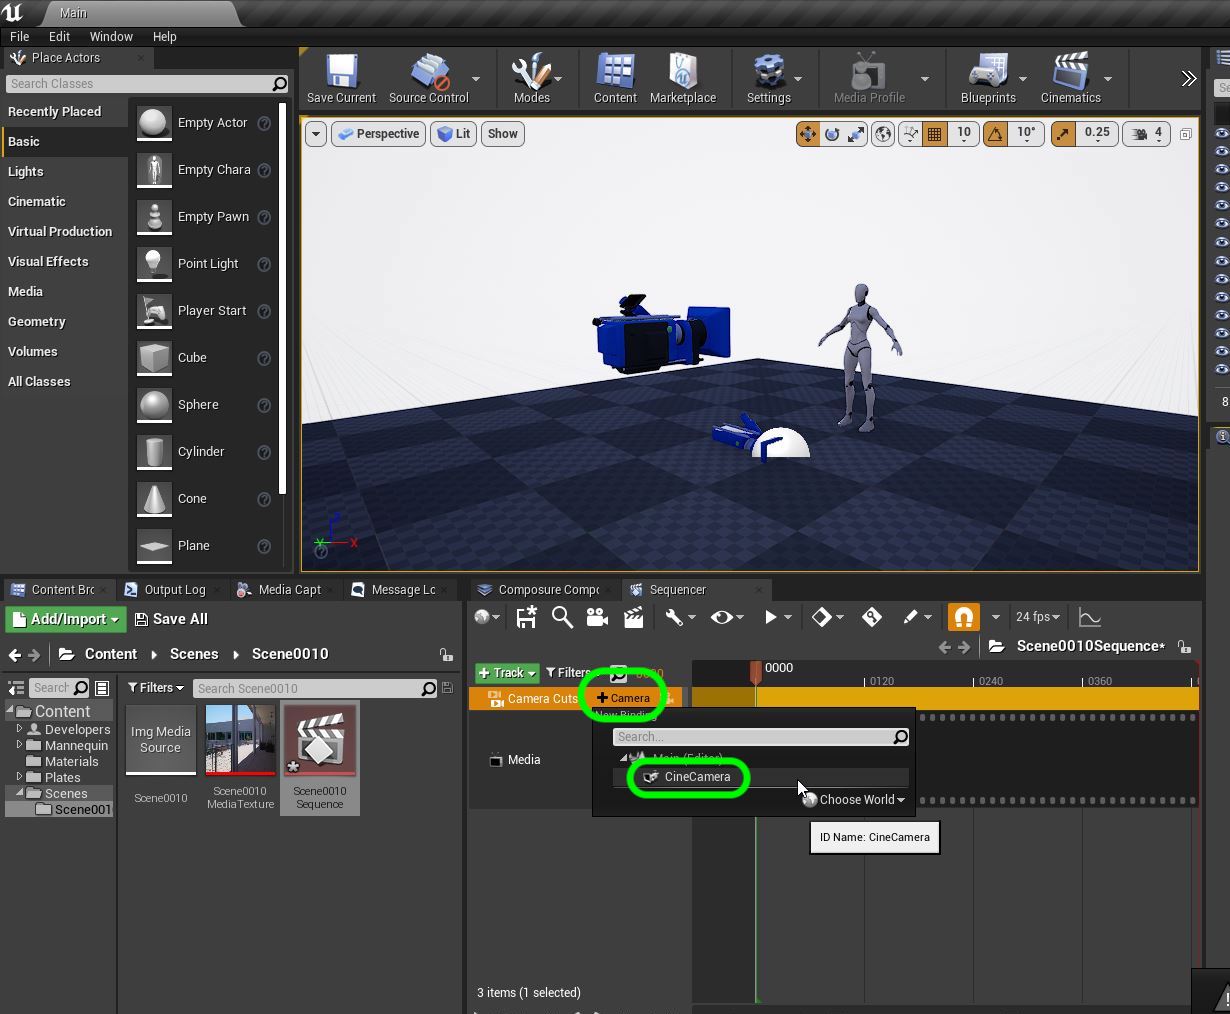 Main
File Edit Window Help
Place Actors
Search Classes
Recently Placed
Basic
Lights
Cinematic
Virtual Production
Visual Effects
Media
Geometry
Volumes
All Classes
Empty Actor
Empty Chara
Empty Pawn
Point Light
Player Start
Cube
Sphere
Cylinder
Cone
Plane
Save Current
Source Control
Modes
Content
Marketplace
Settings
Media Profile
Blueprints
Cinematics
Perspective
Lit
Show
10
10°
0.25
4
Se
8
X
Content Brc
Output Log
Media Capt
Message Lc
Add/Import
Save All
Content
Scenes
Scene0010
Search
Filters
Search Scene0010
Content
Developers
Mannequin
Materials
Plates
Scenes
Scene001
Img Media
Source
Scene0010
Scene0010
MediaTexture
Scene0010
Sequence
Composure Compc
Sequencer
24 fps
Scene0010Sequence*
Track
Filters
0000
0000
0120
0240
0360
Camera Cuts
Camera
New Binding
Search...
Main (Editor)
CineCamera
Choose World
ID Name: CineCamera
Media
3 items (1 selected)